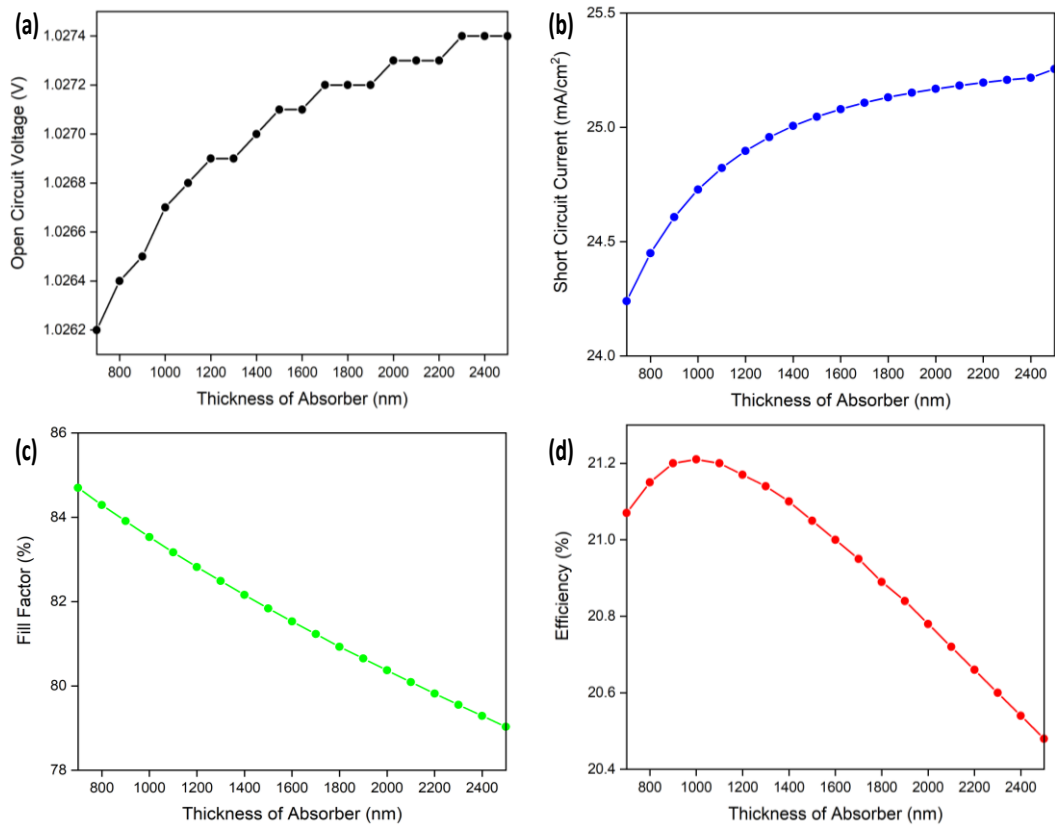 (a)
Open Circuit Voltage (V)
1.0274
1.0272
1.0270
1.0268
1.0266
1.0264
1.0262
800 1000 1200 1400 1600 1800 2000 2200 2400
Thickness of Absorber (nm)
(b)
Short Circuit Current (mA/cm²)
25.5
25.0
24.5
24.0
800 1000 1200 1400 1600 1800 2000 2200 2400
Thickness of Absorber (nm)
(c)
Fill Factor (%)
86
84
82
80
78
800 1000 1200 1400 1600 1800 2000 2200 2400
Thickness of Absorber (nm)
(d)
Efficiency (%)
21.2
21.0
20.8
20.6
20.4
800 1000 1200 1400 1600 1800 2000 2200 2400
Thickness of Absorber (nm)